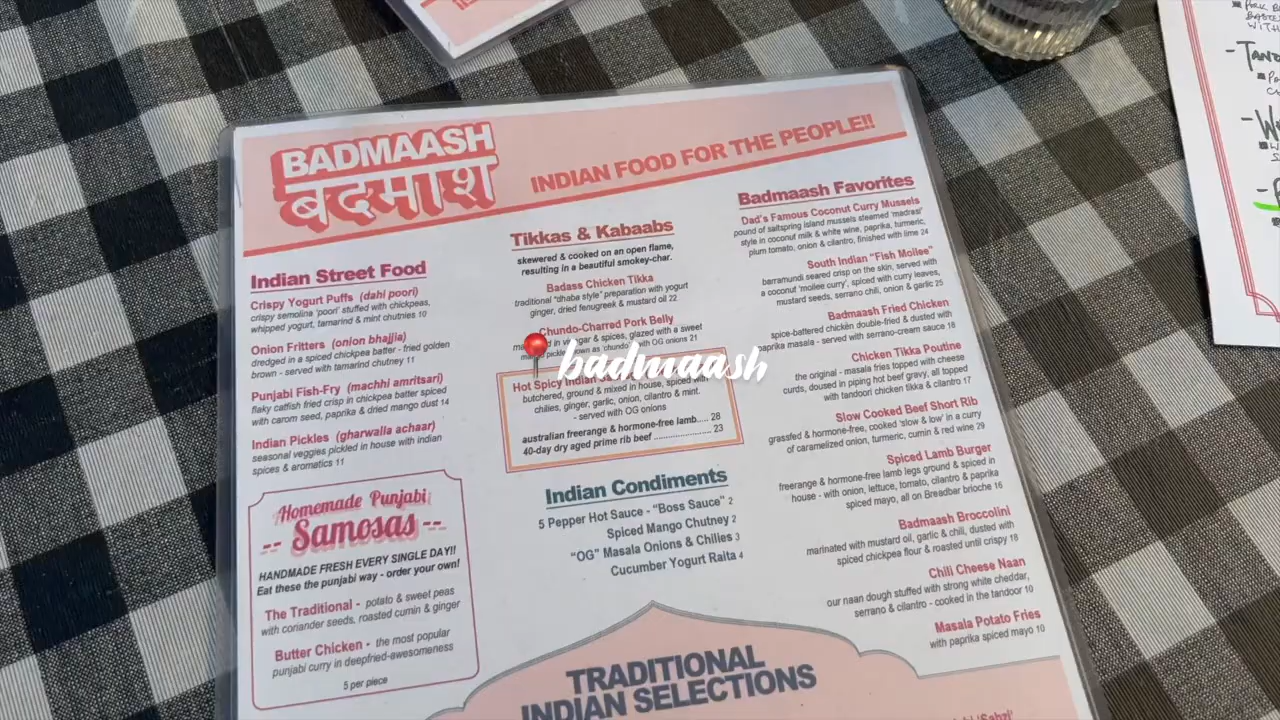 BADMAASH
बदमाश
INDIAN FOOD FOR THE PEOPLE!!
Indian Street Food
Crispy Yogurt Puffs (dahi poori)
crispy semolina 'poori' stuffed with chickpeas,
whipped yogurt, tamarind & mint chutnies 10
Onion Fritters (onion bhajjia)
dredged in a spiced chickpea batter - fried golden
brown - served with tamarind chutney 11
Punjabi Fish-Fry (machhi amritsari)
flaky catfish fried crisp in chickpea batter spiced
with carom seed, paprika & dried mango dust 14
Indian Pickles (gharwalla achaar)
seasonal veggies pickled in house with indian
spices & aromatics 11
Homemade Punjabi
-- Samosas --
HANDMADE FRESH EVERY SINGLE DAY!!
Eat these the punjabi way - order your own!
The Traditional - potato & sweet peas
with coriander seeds, roasted cumin & ginger
Butter Chicken - the most popular
punjabi curry in deepfried-awesomeness
5 per piece
Tikkas & Kabaabs
skewered & cooked on an open flame,
resulting in a beautiful smokey-char.
Badass Chicken Tikka
traditional "dhaba style" preparation with yogurt
ginger, dried fenugreek & mustard oil 22
Chundo-Charred Pork Belly
in vinegar & spices, glazed with a sweet
pickle known as 'chundo' with OG onions 21
badmaash
Hot Spicy Indian
butchered, ground & mixed in house, spiced with
chilies, ginger, garlic, onion, cilantro & mint.
- served with OG onions
australian freerange & hormone-free lamb..... 28
40-day dry aged prime rib beef ..................... 23
Indian Condiments
5 Pepper Hot Sauce - "Boss Sauce" 2
Spiced Mango Chutney 2
"OG" Masala Onions & Chilies 3
Cucumber Yogurt Raita 4
Badmaash Favorites
Dad's Famous Coconut Curry Mussels
pound of saltspring island mussels steamed 'madrasi'
style in coconut milk & white wine, paprika, turmeric,
plum tomato, onion & cilantro, finished with lime 24
South Indian "Fish Moilee"
barramundi seared crisp on the skin, served with
a coconut 'moilee curry', spiced with curry leaves,
mustard seeds, serrano chili, onion & garlic 25
Badmaash Fried Chicken
spice-battered chicken double-fried & dusted with
paprika masala - served with serrano-cream sauce 18
Chicken Tikka Poutine
the original - masala fries topped with cheese
curds, doused in piping hot beef gravy, all topped
with tandoori chicken tikka & cilantro 17
Slow Cooked Beef Short Rib
grassfed & hormone-free, cooked 'slow & low' in a curry
of caramelized onion, turmeric, cumin & red wine 29
Spiced Lamb Burger
freerange & hormone-free lamb legs ground & spiced in
house - with onion, lettuce, tomato, cilantro & paprika
spiced mayo, all on Breadbar brioche 16
Badmaash Broccolini
marinated with mustard oil, garlic & chili, dusted with
spiced chickpea flour & roasted until crispy 18
Chili Cheese Naan
our naan dough stuffed with strong white cheddar,
serrano & cilantro - cooked in the tandoor 10
Masala Potato Fries
with paprika spiced mayo 10
TRADITIONAL
INDIAN SELECTIONS